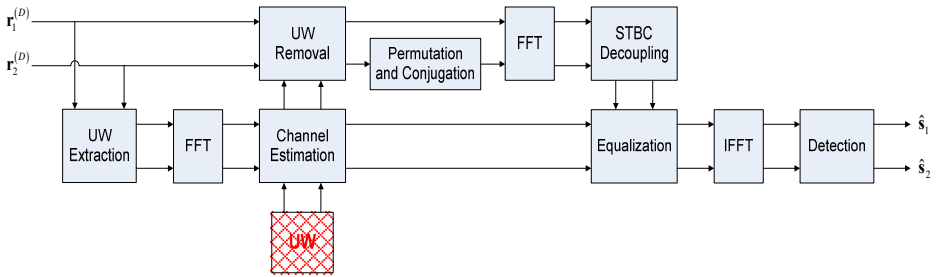 r₁^(D)
r₂^(D)
UW
Removal
Permutation
and Conjugation
FFT
STBC
Decoupling
UW
Extraction
FFT
Channel
Estimation
Equalization
IFFT
Detection
ŝ₁
ŝ₂
UW